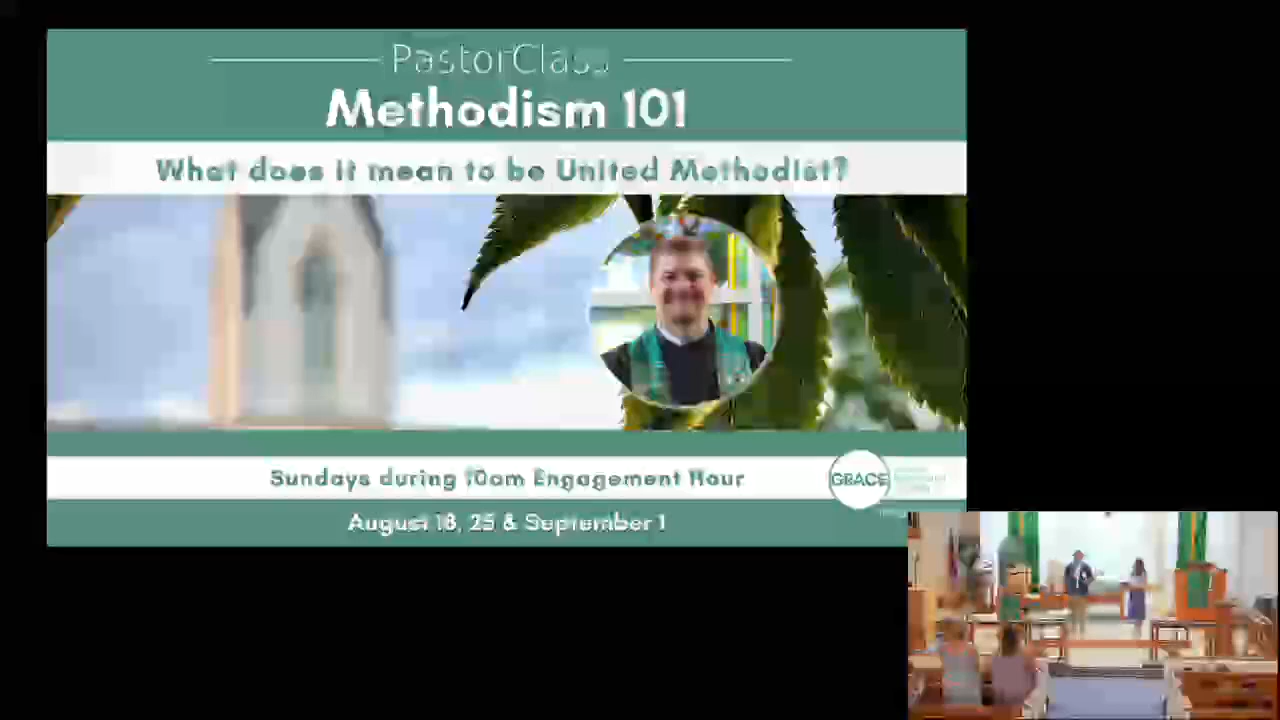 PastorClass
Methodism 101
What does it mean to be United Methodist?
Sundays during 10am Engagement Hour
GRACE
August 18, 25 & September 1